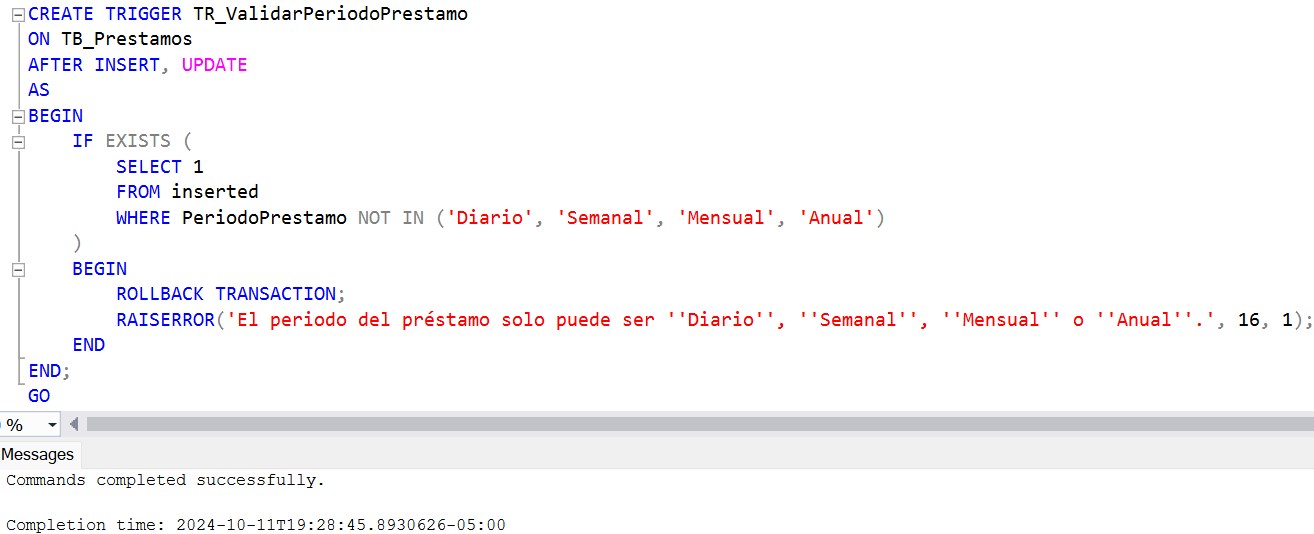 CREATE TRIGGER TR_ValidarPeriodoPrestamo
ON TB_Prestamos
AFTER INSERT, UPDATE
AS
BEGIN
    IF EXISTS (
        SELECT 1
        FROM inserted
        WHERE PeriodoPrestamo NOT IN ('Diario', 'Semanal', 'Mensual', 'Anual')
    )
    BEGIN
        ROLLBACK TRANSACTION;
        RAISERROR('El periodo del préstamo solo puede ser ''Diario'', ''Semanal'', ''Mensual'' o ''Anual''.', 16, 1);
    END
END;
GO
%
Messages
Commands completed successfully.
Completion time: 2024-10-11T19:28:45.8930626-05:00